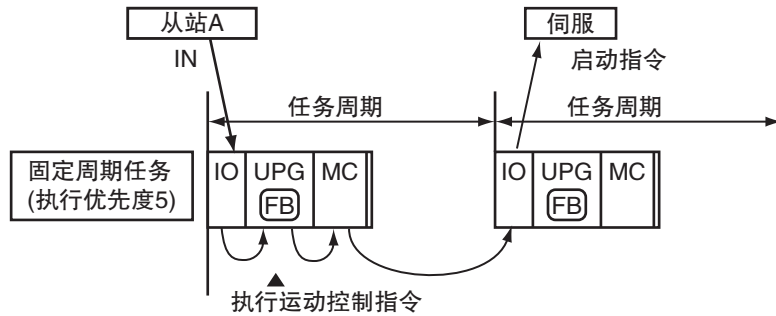 从站A
伺服
IN
启动指令
任务周期
任务周期
固定周期任务
(执行优先度5)
IO UPG MC
FB
IO UPG MC
FB
执行运动控制指令